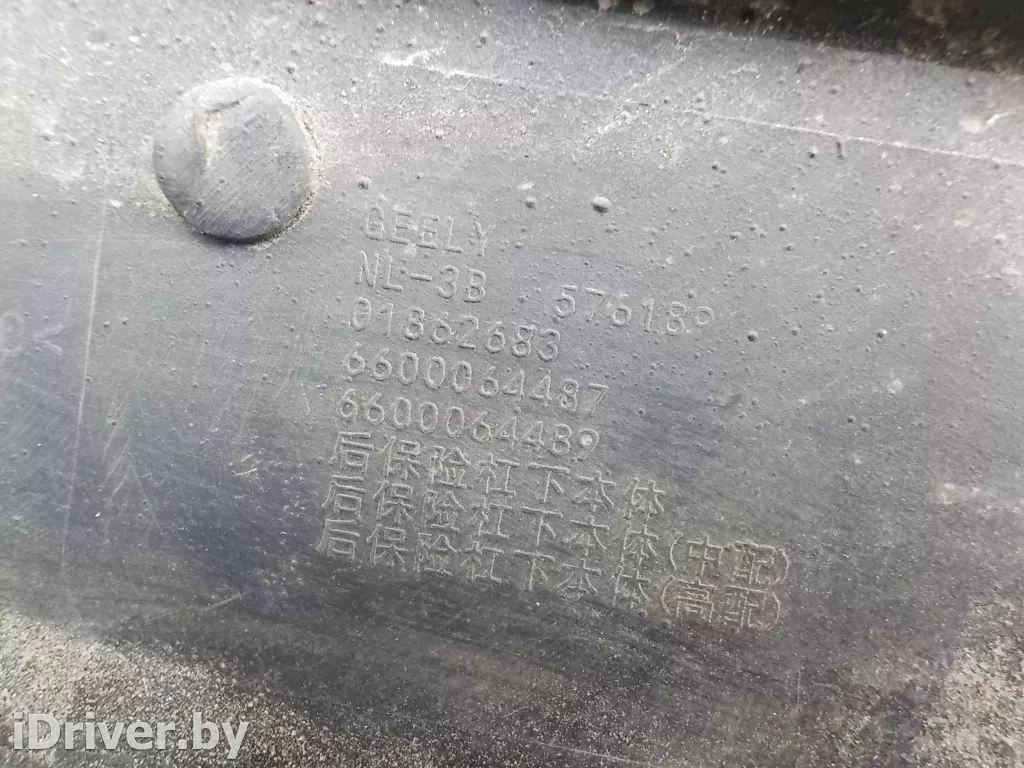 GEELY
NL-3B 576189
01862683
6600064487
6600064489
后保险杠下本体
后保险杠下本体(中配)
后保险杠下本体(高配)
iDriver.by